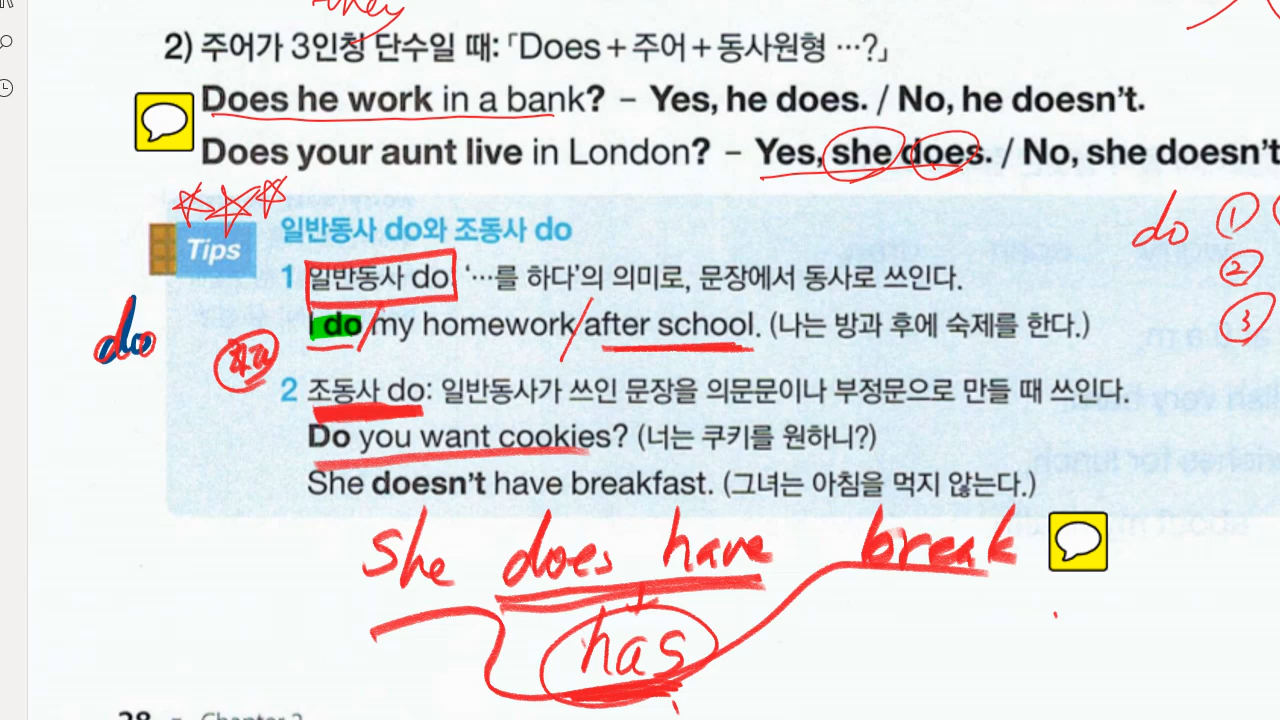 they
2) 주어가 3인칭 단수일 때: 「Does + 주어 + 동사원형 …?」
Does he work in a bank? – Yes, he does. / No, he doesn't.
Does your aunt live in London? – Yes, she does. / No, she doesn't
Tips
일반동사 do와 조동사 do
do ①
②
③
1 일반동사 do '…를 하다'의 의미로, 문장에서 동사로 쓰인다.
I do my homework after school. (나는 방과 후에 숙제를 한다.)
do
2 조동사 do: 일반동사가 쓰인 문장을 의문문이나 부정문으로 만들 때 쓰인다.
Do you want cookies? (너는 쿠키를 원하니?)
She doesn't have breakfast. (그녀는 아침을 먹지 않는다.)
She does have break
has
28 Chapter 2